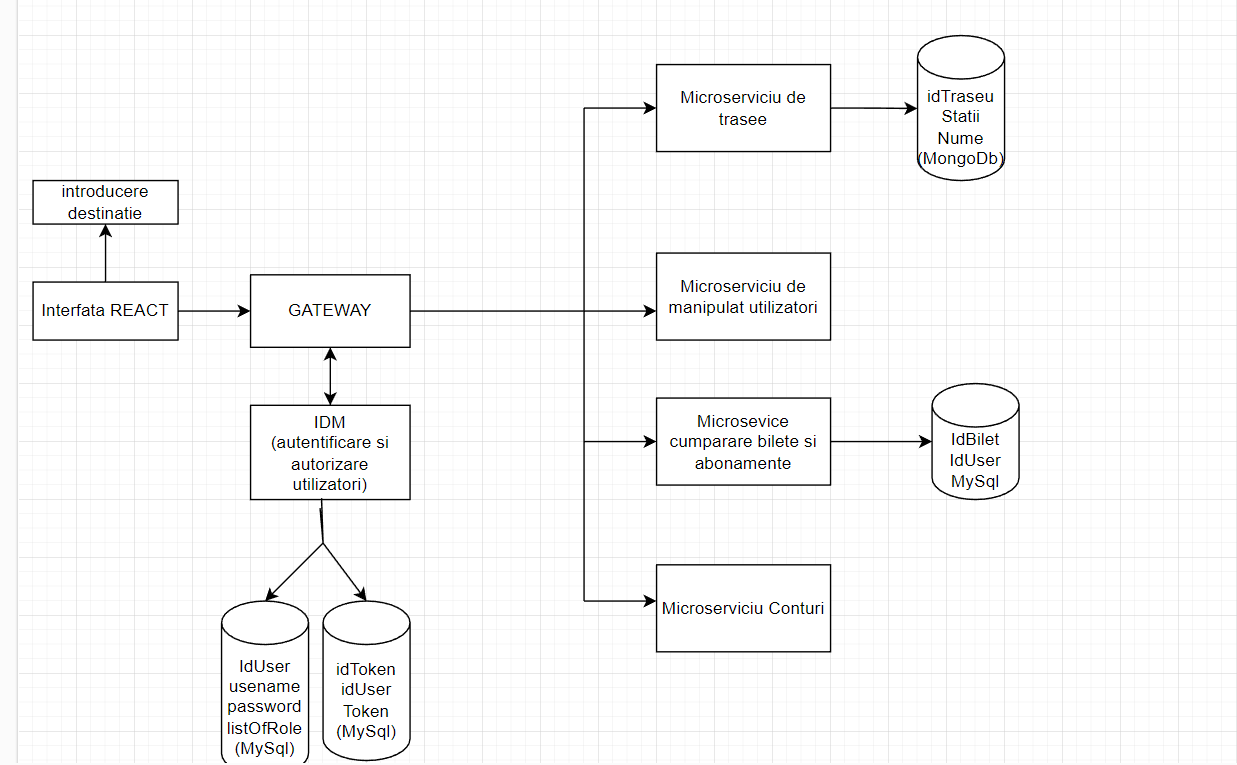 Microserviciu de
trasee
idTraseu
Statii
Nume
(MongoDb)
introducere
destinatie
Interfata REACT
GATEWAY
Microserviciu de
manipulat utilizatori
IDM
(autentificare si
autorizare
utilizatori)
Microsevice
cumparare bilete si
abonamente
IdBilet
IdUser
MySql
Microserviciu Conturi
IdUser
usename
password
listOfRole
(MySql)
idToken
idUser
Token
(MySql)